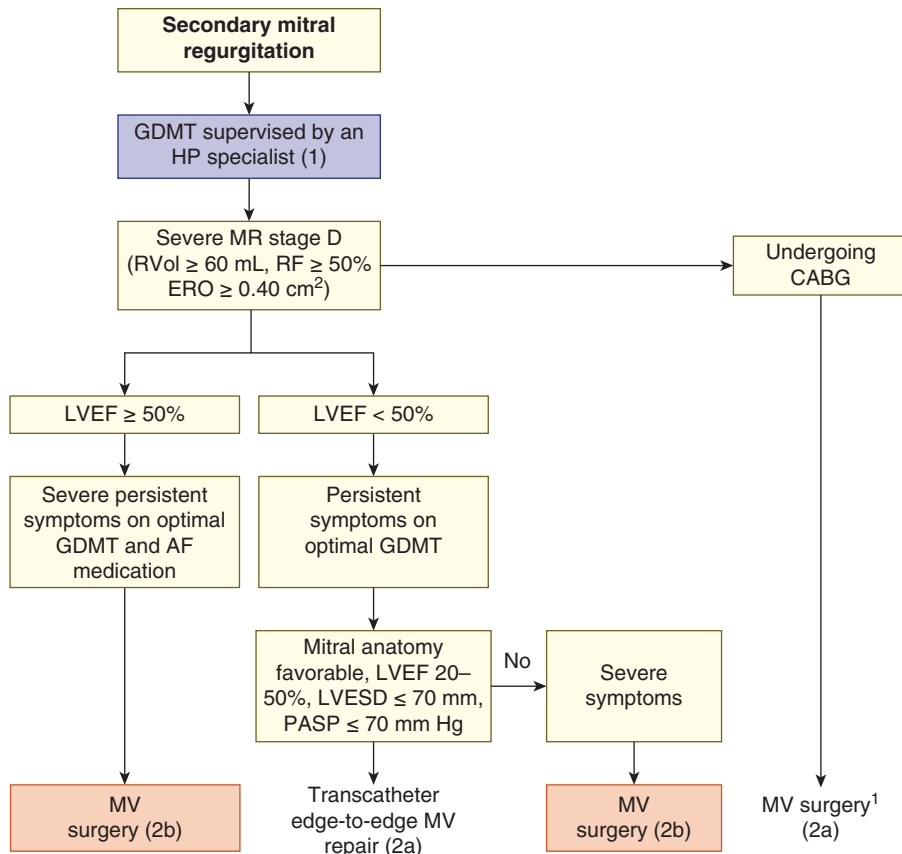 Secondary mitral
regurgitation
GDMT supervised by an
HP specialist (1)
Severe MR stage D
(RVol ≥ 60 mL, RF ≥ 50%
ERO ≥ 0.40 cm²)
Undergoing
CABG
LVEF ≥ 50%
LVEF < 50%
Severe persistent
symptoms on optimal
GDMT and AF
medication
Persistent
symptoms on
optimal GDMT
Mitral anatomy
favorable, LVEF 20–
50%, LVESD ≤ 70 mm,
PASP ≤ 70 mm Hg
No
Severe
symptoms
MV
surgery (2b)
Transcatheter
edge-to-edge MV
repair (2a)
MV
surgery (2b)
MV surgery¹
(2a)